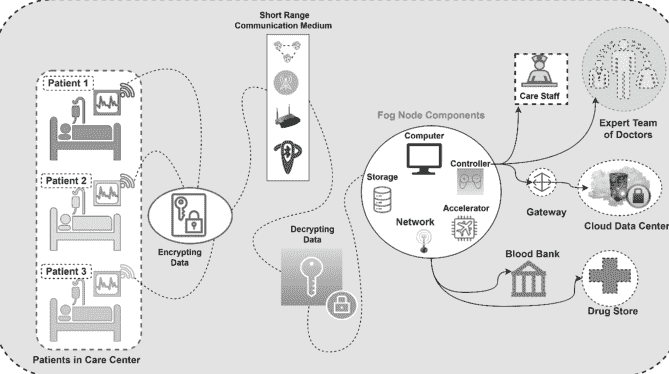 Short Range
Communication Medium
Patient 1
Patient 2
Patient 3
Patients in Care Center
Encrypting
Data
Decrypting
Data
Fog Node Components
Computer
Controller
Storage
Accelerator
Network
Care Staff
Expert Team
of Doctors
Gateway
Cloud Data Center
Blood Bank
Drug Store